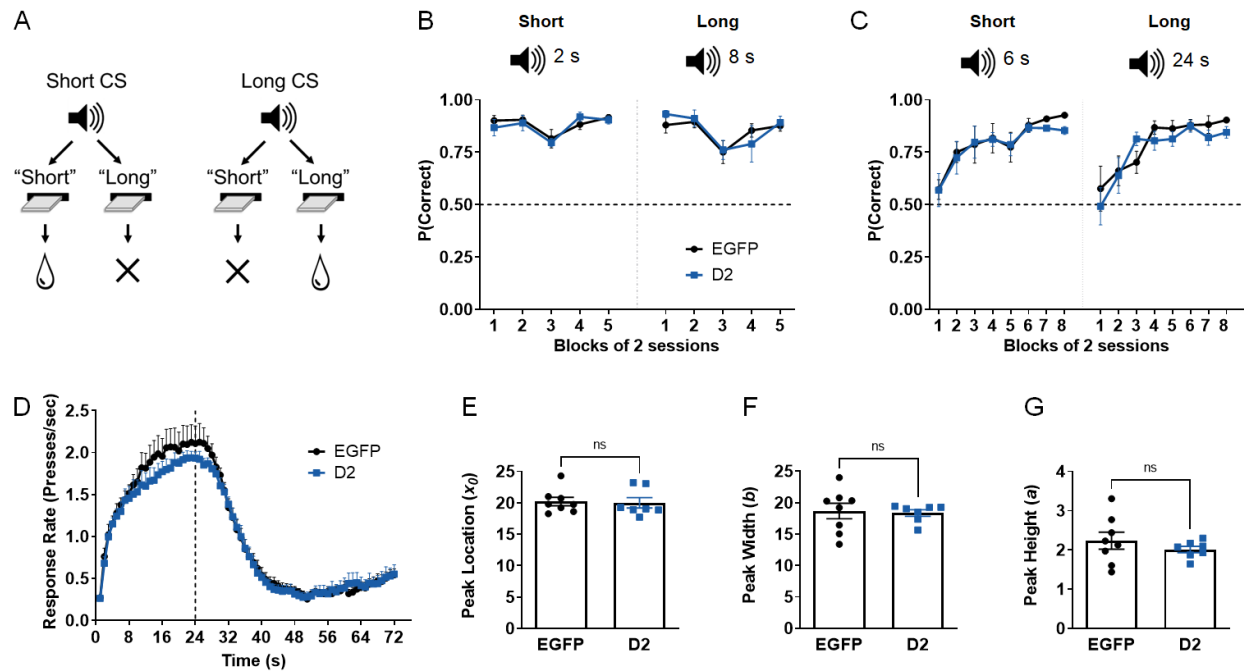 A
Short CS
Long CS
“Short”
“Long”
“Short”
“Long”
B
Short
Long
2 s
8 s
P(Correct)
1.00
0.75
0.50
0.25
0.00
EGFP
D2
1 2 3 4 5
1 2 3 4 5
Blocks of 2 sessions
C
Short
Long
6 s
24 s
P(Correct)
1.00
0.75
0.50
0.25
0.00
1 2 3 4 5 6 7 8
1 2 3 4 5 6 7 8
Blocks of 2 sessions
D
Response Rate (Presses/sec)
2.5
2.0
1.5
1.0
0.5
0.0
EGFP
D2
0 8 16 24 32 40 48 56 64 72
Time (s)
E
ns
Peak Location (x0)
25
20
15
10
5
0
EGFP D2
F
ns
Peak Width (b)
25
20
15
10
5
0
EGFP D2
G
ns
Peak Height (a)
4
3
2
1
0
EGFP D2